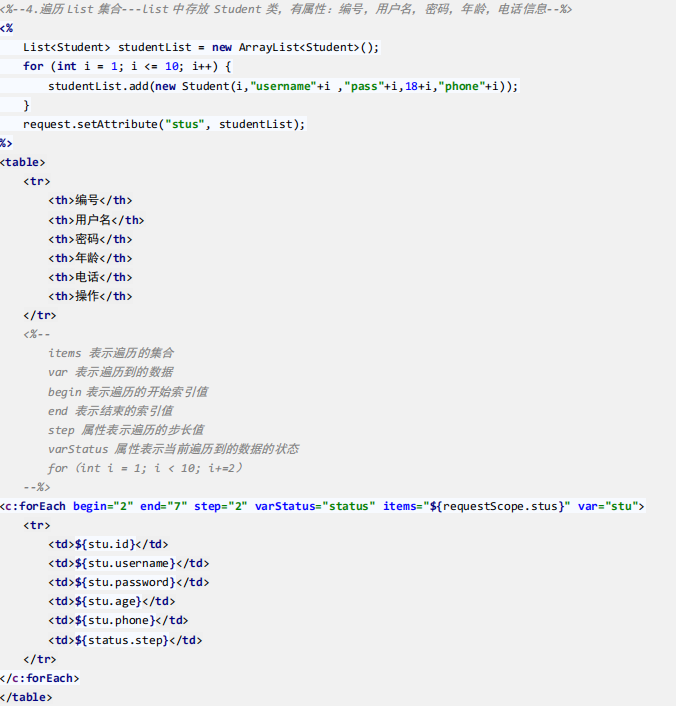 <%--4.遍历 List 集合---list 中存放 Student 类，有属性：编号，用户名，密码，年龄，电话信息--%>
<%
    List<Student> studentList = new ArrayList<Student>();
    for (int i = 1; i <= 10; i++) {
        studentList.add(new Student(i,"username"+i ,"pass"+i,18+i,"phone"+i));
    }
    request.setAttribute("stus", studentList);
%>
<table>
    <tr>
        <th>编号</th>
        <th>用户名</th>
        <th>密码</th>
        <th>年龄</th>
        <th>电话</th>
        <th>操作</th>
    </tr>
    <%--
        items 表示遍历的集合
        var 表示遍历到的数据
        begin 表示遍历的开始索引值
        end 表示结束的索引值
        step 属性表示遍历的步长值
        varStatus 属性表示当前遍历到的数据的状态
        for（int i = 1; i < 10; i+=2）
    --%>
<c:forEach begin="2" end="7" step="2" varStatus="status" items="${requestScope.stus}" var="stu">
    <tr>
        <td>${stu.id}</td>
        <td>${stu.username}</td>
        <td>${stu.password}</td>
        <td>${stu.age}</td>
        <td>${stu.phone}</td>
        <td>${status.step}</td>
    </tr>
</c:forEach>
</table>